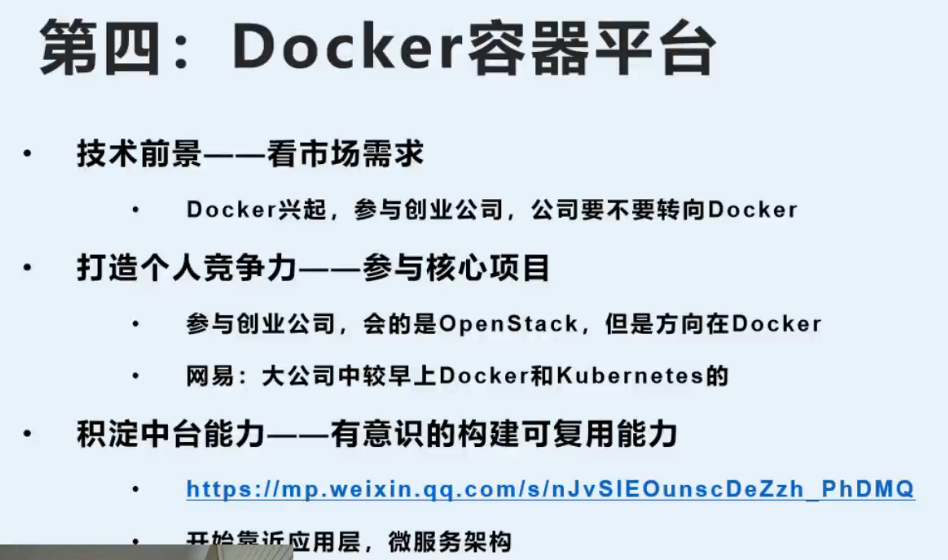 第四：Docker容器平台
• 技术前景——看市场需求
• Docker兴起，参与创业公司，公司要不要转向Docker
• 打造个人竞争力——参与核心项目
• 参与创业公司，会的是OpenStack，但是方向在Docker
• 网易：大公司中较早上Docker和Kubernetes的
• 积淀中台能力——有意识的构建可复用能力
• https://mp.weixin.qq.com/s/nJvSlEOunscDeZzh_PhDMQ
• 开始靠近应用层，微服务架构